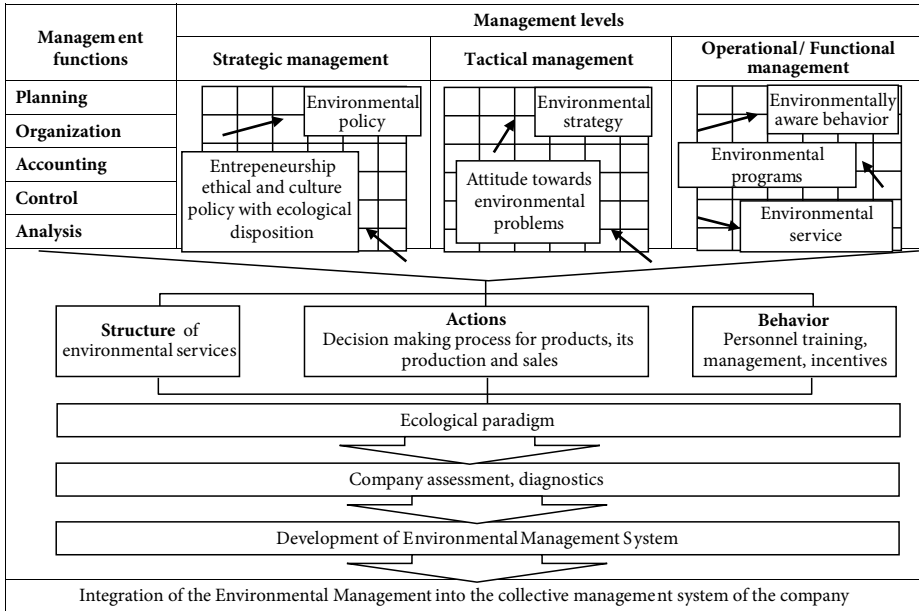 Management
functions
Management levels
Strategic management
Tactical management
Operational/ Functional
management
Planning
Organization
Accounting
Control
Analysis
Environmental
policy
Entrepeneurship
ethical and culture
policy with ecological
disposition
Environmental
strategy
Attitude towards
environmental
problems
Environmentally
aware behavior
Environmental
programs
Environmental
service
Structure of
environmental services
Actions
Decision making process for products, its
production and sales
Behavior
Personnel training,
management, incentives
Ecological paradigm
Company assessment, diagnostics
Development of Environmental Management System
Integration of the Environmental Management into the collective management system of the company